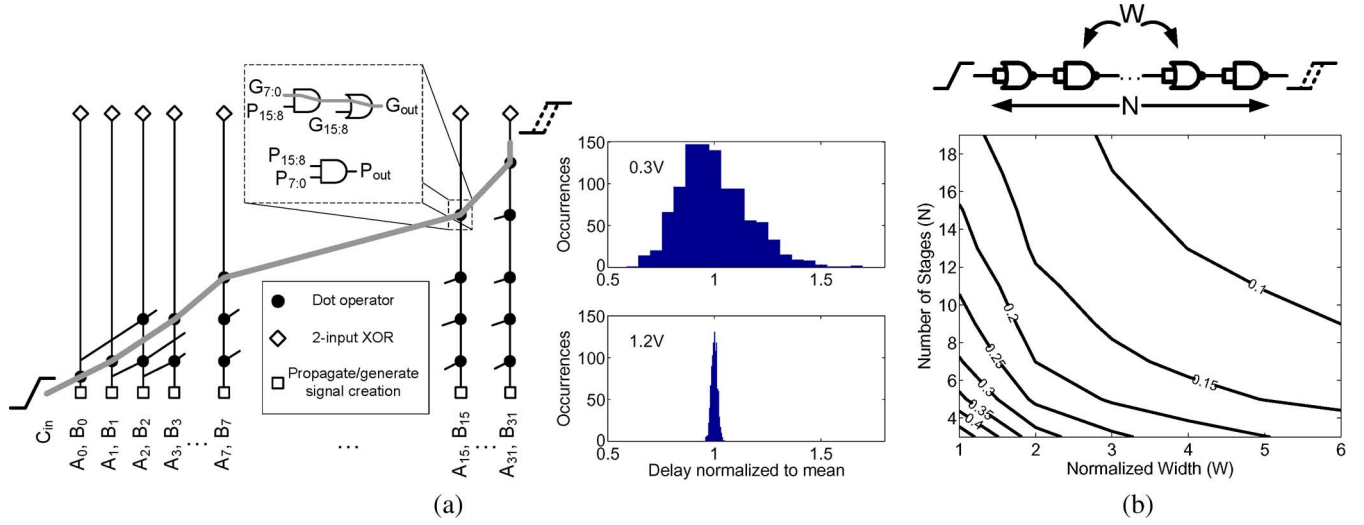 G7:0
P15:8
G15:8
Gout
P15:8
P7:0
Pout
Dot operator
2-input XOR
Propagate/generate
signal creation
Cin
A0, B0
A1, B1
A2, B2
A3, B3
...
A7, B7
...
A15, B15
...
A31, B31
0.3V
Occurrences
150
100
50
0
0.5
1
1.5
1.2V
Occurrences
150
100
50
0
0.5
1
1.5
Delay normalized to mean
(a)
W
...
N
Number of Stages (N)
18
16
14
12
10
8
6
4
0.1
0.15
0.2
0.25
0.3
0.35
0.4
1
2
3
4
5
6
Normalized Width (W)
(b)